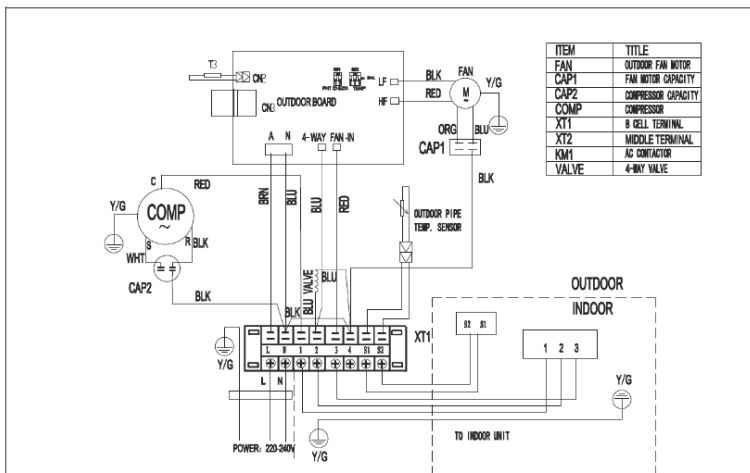 T3
CN2
CN3
OUTDOOR BOARD
PHT CHECK
TEMP
LF
HF
BLK
RED
FAN
M
~
Y/G
ORG
BLU
CAP1
BLK
A N 4-WAY FAN-IN
ITEM TITLE
FAN OUTDOOR FAN MOTOR
CAP1 FAN MOTOR CAPACITY
CAP2 COMPRESSOR CAPACITY
COMP COMPRESSOR
XT1 8 CELL TERMINAL
XT2 MIDDLE TERMINAL
KM1 AC CONTACTOR
VALVE 4-WAY VALVE
C
RED
Y/G
COMP
~
S
R
BLK
WHT
CAP2
BLK
BRN
BLU
BLU
RED
OUTDOOR PIPE
TEMP. SENSOR
VALVE
BLU
BLU
BLK
OUTDOOR
INDOOR
XT1
L N 1 2 3 4 S1 S2
Y/G
L N
S2 S1
1 2 3
Y/G
TO INDOOR UNIT
POWER: 220-240V
Y/G